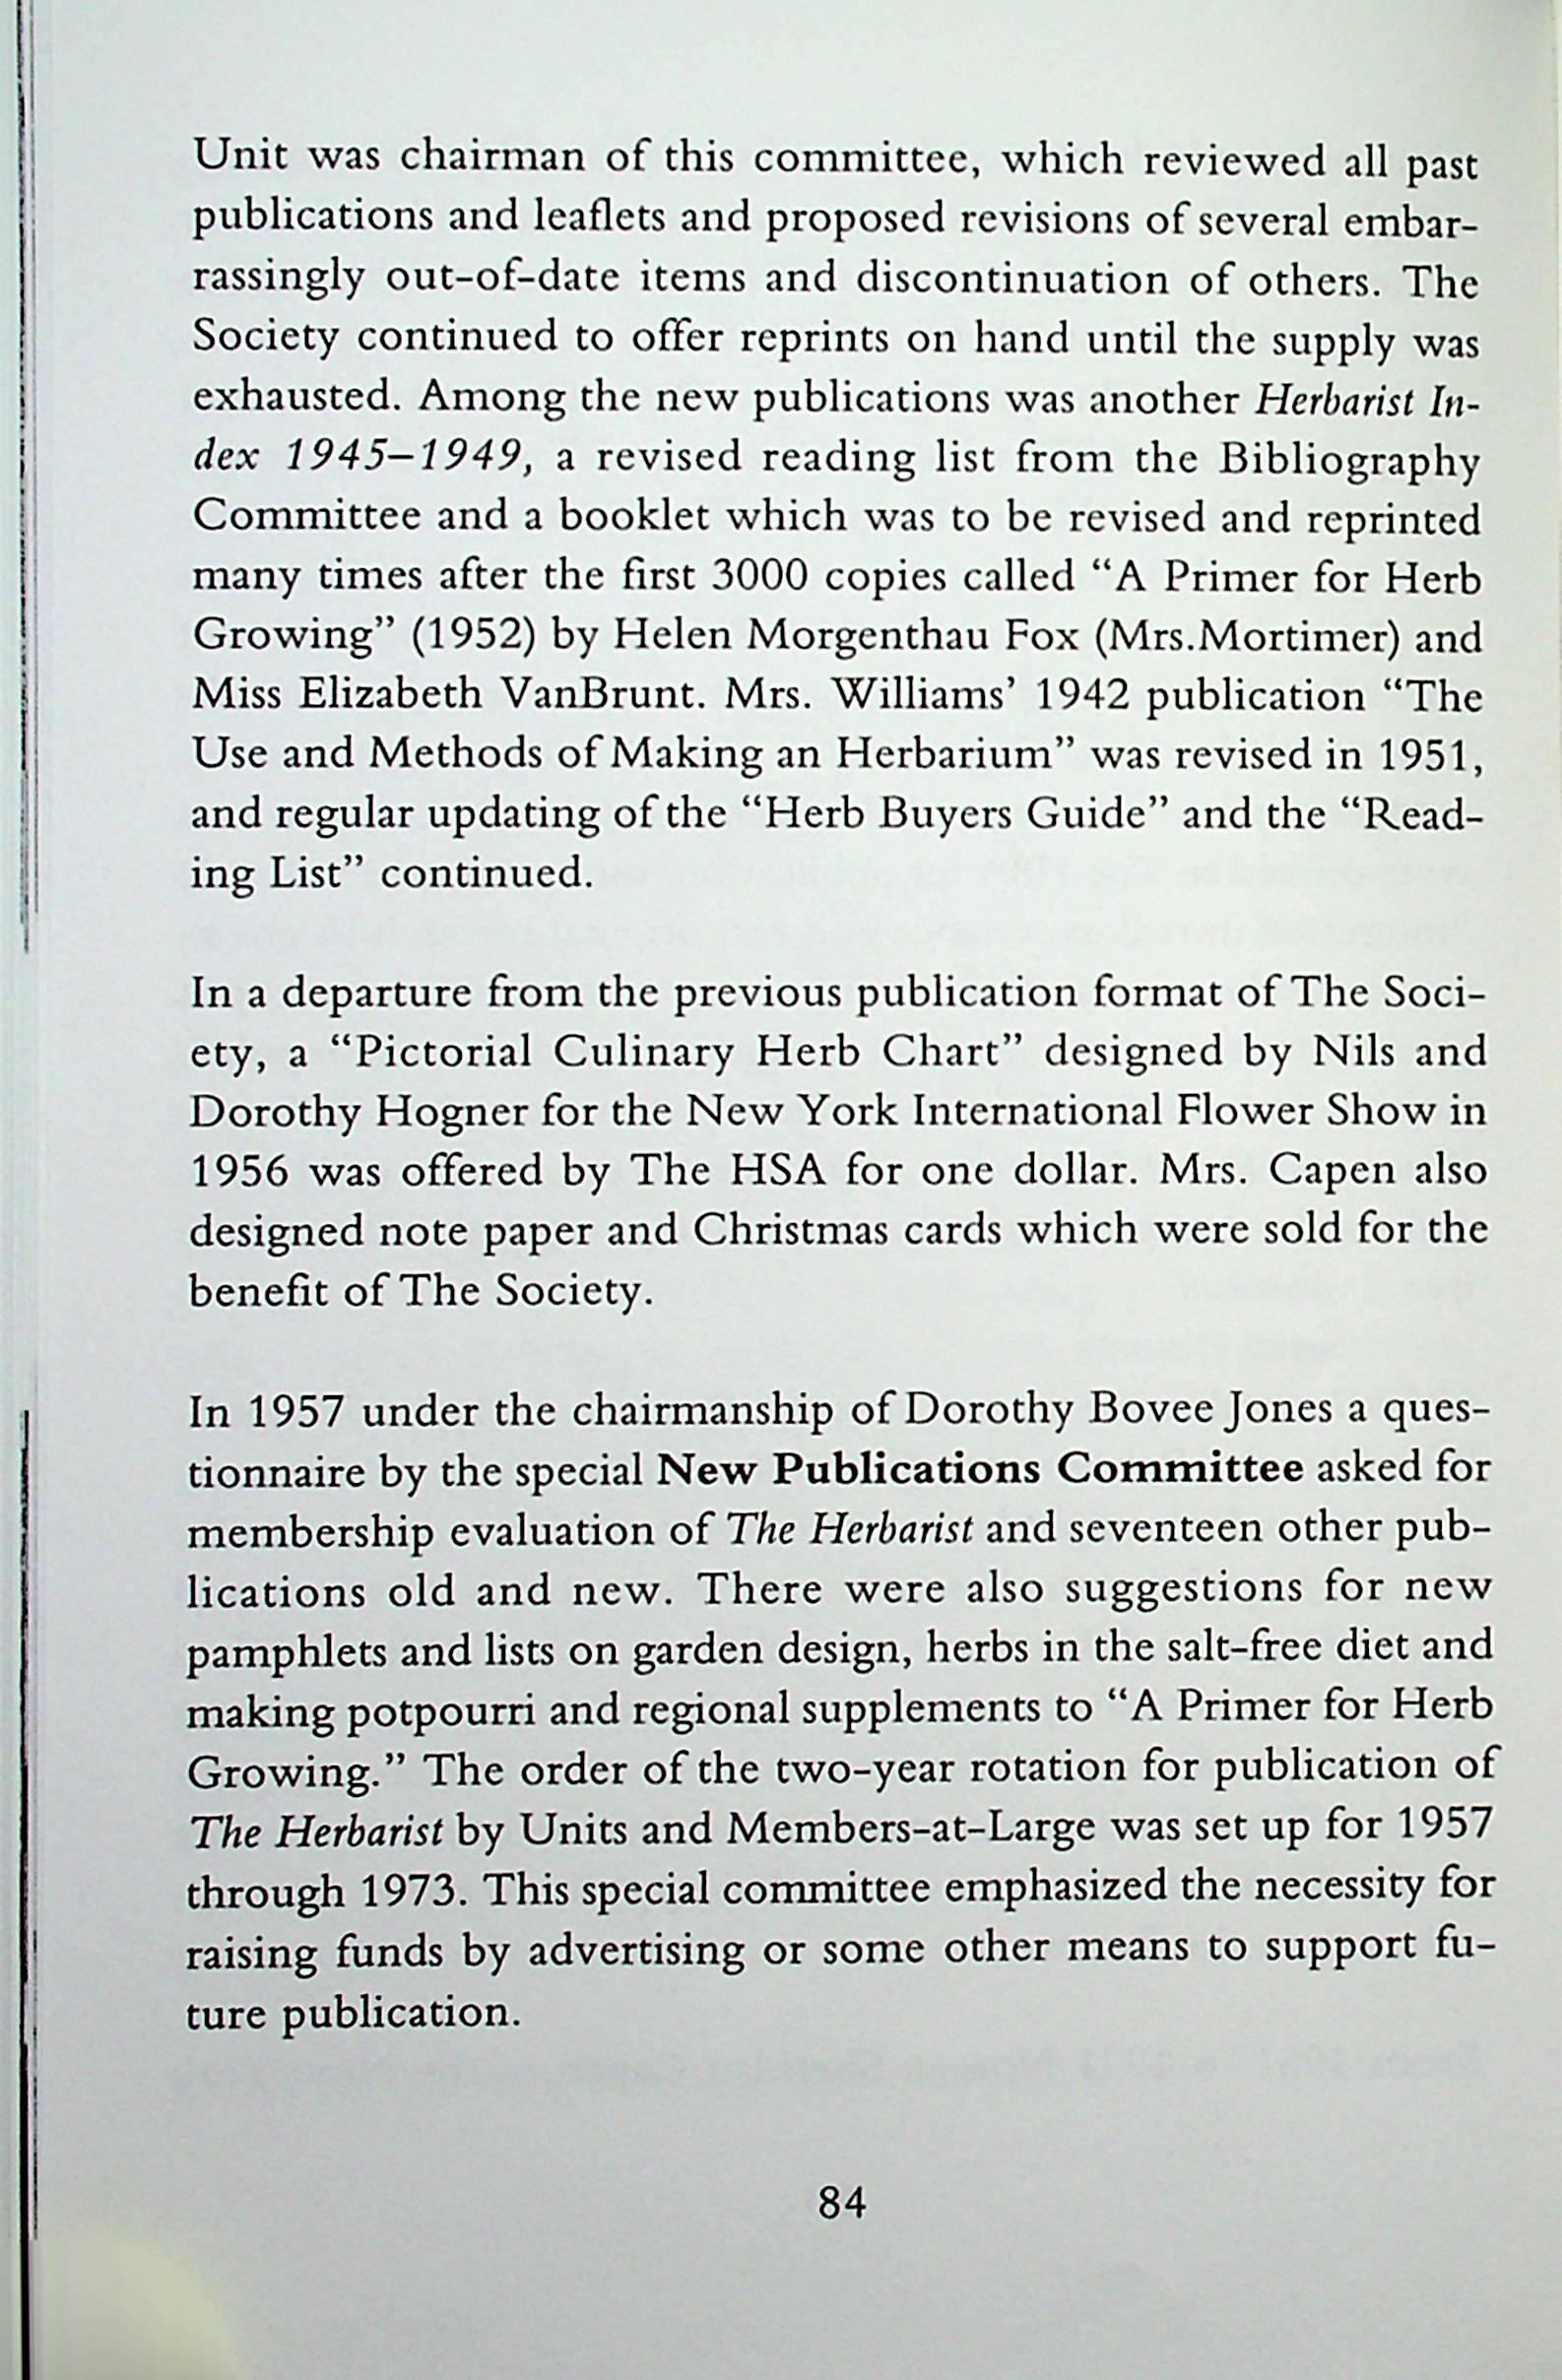 Unit was chairman of this committee, which reviewed all past
publications and leaflets and proposed revisions of several embar-
rassingly out-of-date items and discontinuation of others. The
Society continued to offer reprints on hand until the supply was
exhausted. Among the new publications was another Herbarist In-
dex 1945–1949, a revised reading list from the Bibliography
Committee and a booklet which was to be revised and reprinted
many times after the first 3000 copies called “A Primer for Herb
Growing” (1952) by Helen Morgenthau Fox (Mrs.Mortimer) and
Miss Elizabeth VanBrunt. Mrs. Williams’ 1942 publication “The
Use and Methods of Making an Herbarium” was revised in 1951,
and regular updating of the “Herb Buyers Guide” and the “Read-
ing List” continued.
In a departure from the previous publication format of The Soci-
ety, a “Pictorial Culinary Herb Chart” designed by Nils and
Dorothy Hogner for the New York International Flower Show in
1956 was offered by The HSA for one dollar. Mrs. Capen also
designed note paper and Christmas cards which were sold for the
benefit of The Society.
In 1957 under the chairmanship of Dorothy Bovee Jones a ques-
tionnaire by the special New Publications Committee asked for
membership evaluation of The Herbarist and seventeen other pub-
lications old and new. There were also suggestions for new
pamphlets and lists on garden design, herbs in the salt-free diet and
making potpourri and regional supplements to “A Primer for Herb
Growing.” The order of the two-year rotation for publication of
The Herbarist by Units and Members-at-Large was set up for 1957
through 1973. This special committee emphasized the necessity for
raising funds by advertising or some other means to support fu-
ture publication.
84